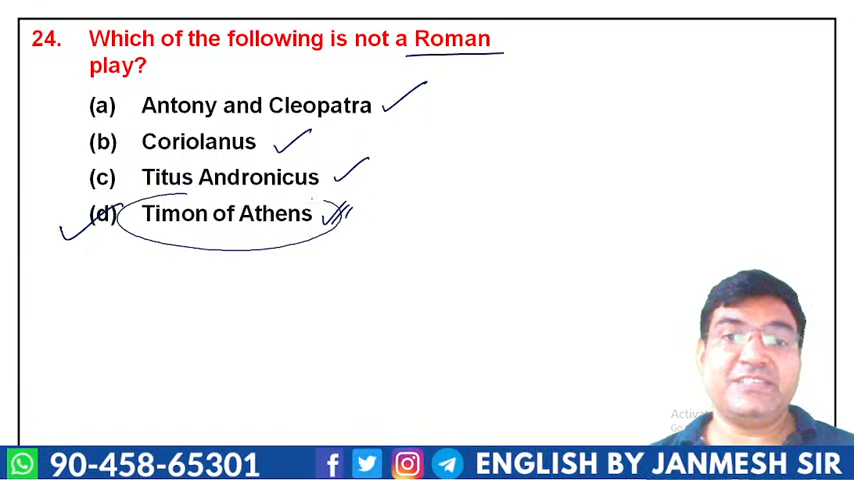 24. Which of the following is not a Roman
play?
(a) Antony and Cleopatra
(b) Coriolanus
(c) Titus Andronicus
(d) Timon of Athens
Activat
90-458-65301 ENGLISH BY JANMESH SIR